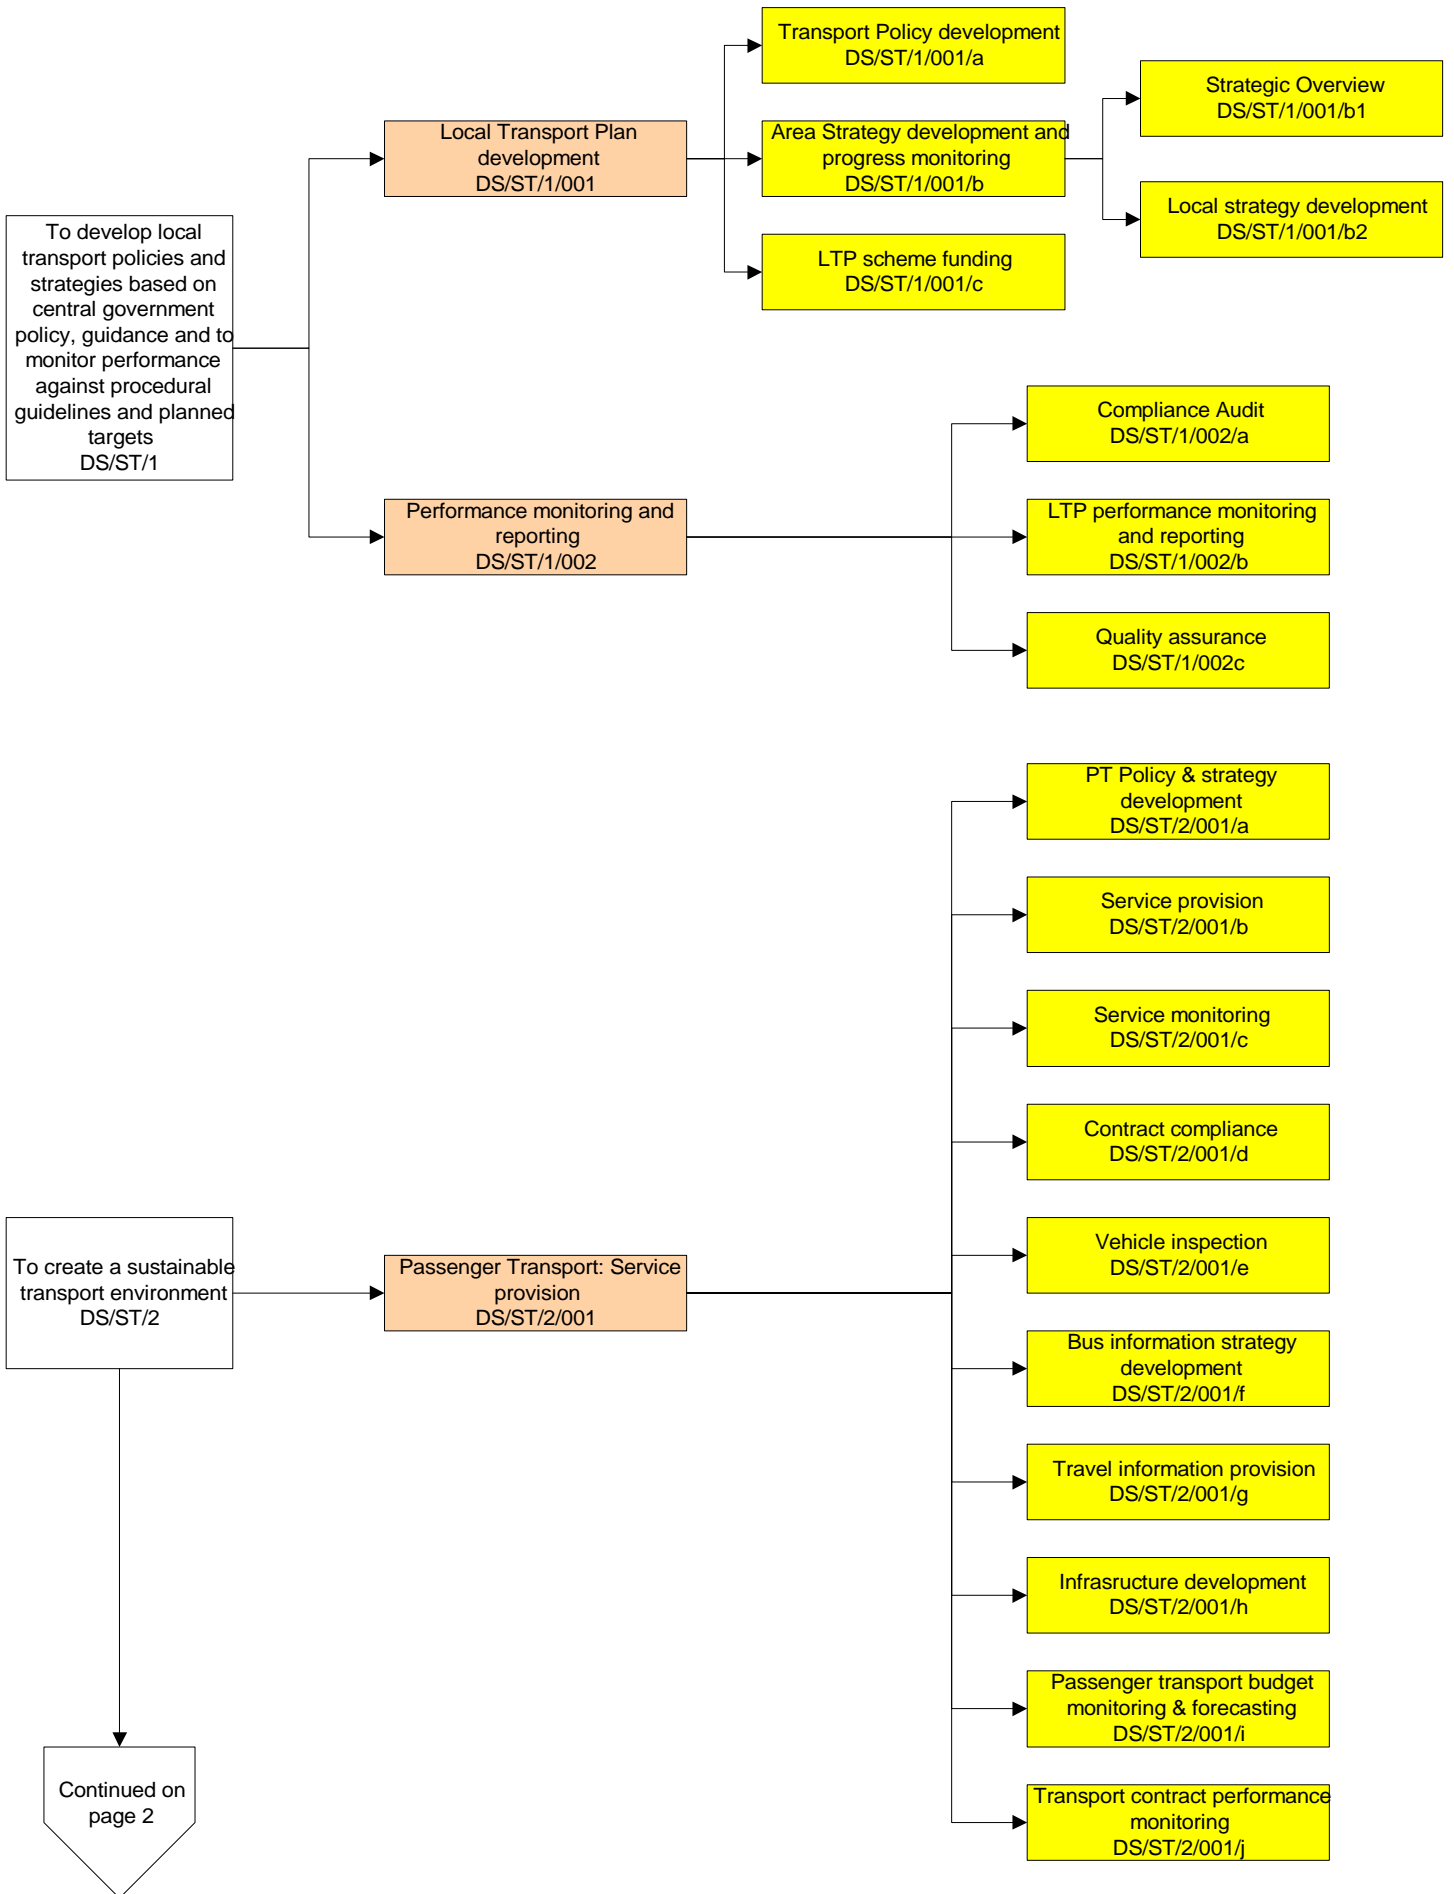 Transport Policy development
DS/ST/1/001/a
Strategic Overview
DS/ST/1/001/b1
Local Transport Plan
development
DS/ST/1/001
Area Strategy development and
progress monitoring
DS/ST/1/001/b
Local strategy development
DS/ST/1/001/b2
LTP scheme funding
DS/ST/1/001/c
To develop local
transport policies and
strategies based on
central government
policy, guidance and to
monitor performance
against procedural
guidelines and planned
targets
DS/ST/1
Compliance Audit
DS/ST/1/002/a
Performance monitoring and
reporting
DS/ST/1/002
LTP performance monitoring
and reporting
DS/ST/1/002/b
Quality assurance
DS/ST/1/002c
PT Policy & strategy
development
DS/ST/2/001/a
Service provision
DS/ST/2/001/b
Service monitoring
DS/ST/2/001/c
Contract compliance
DS/ST/2/001/d
To create a sustainable
transport environment
DS/ST/2
Passenger Transport: Service
provision
DS/ST/2/001
Vehicle inspection
DS/ST/2/001/e
Bus information strategy
development
DS/ST/2/001/f
Travel information provision
DS/ST/2/001/g
Infrasructure development
DS/ST/2/001/h
Passenger transport budget
monitoring & forecasting
DS/ST/2/001/i
Transport contract performance
monitoring
DS/ST/2/001/j
Continued on
page 2